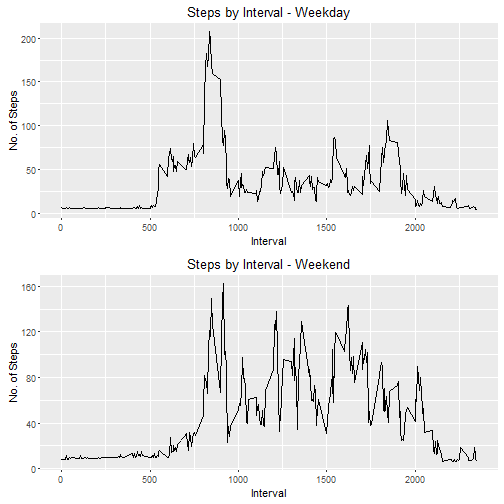 Steps by Interval - Weekday
No. of Steps
200
150
100
50
0
0 500 1000 1500 2000
Interval
Steps by Interval - Weekend
No. of Steps
160
120
80
40
0
0 500 1000 1500 2000
Interval